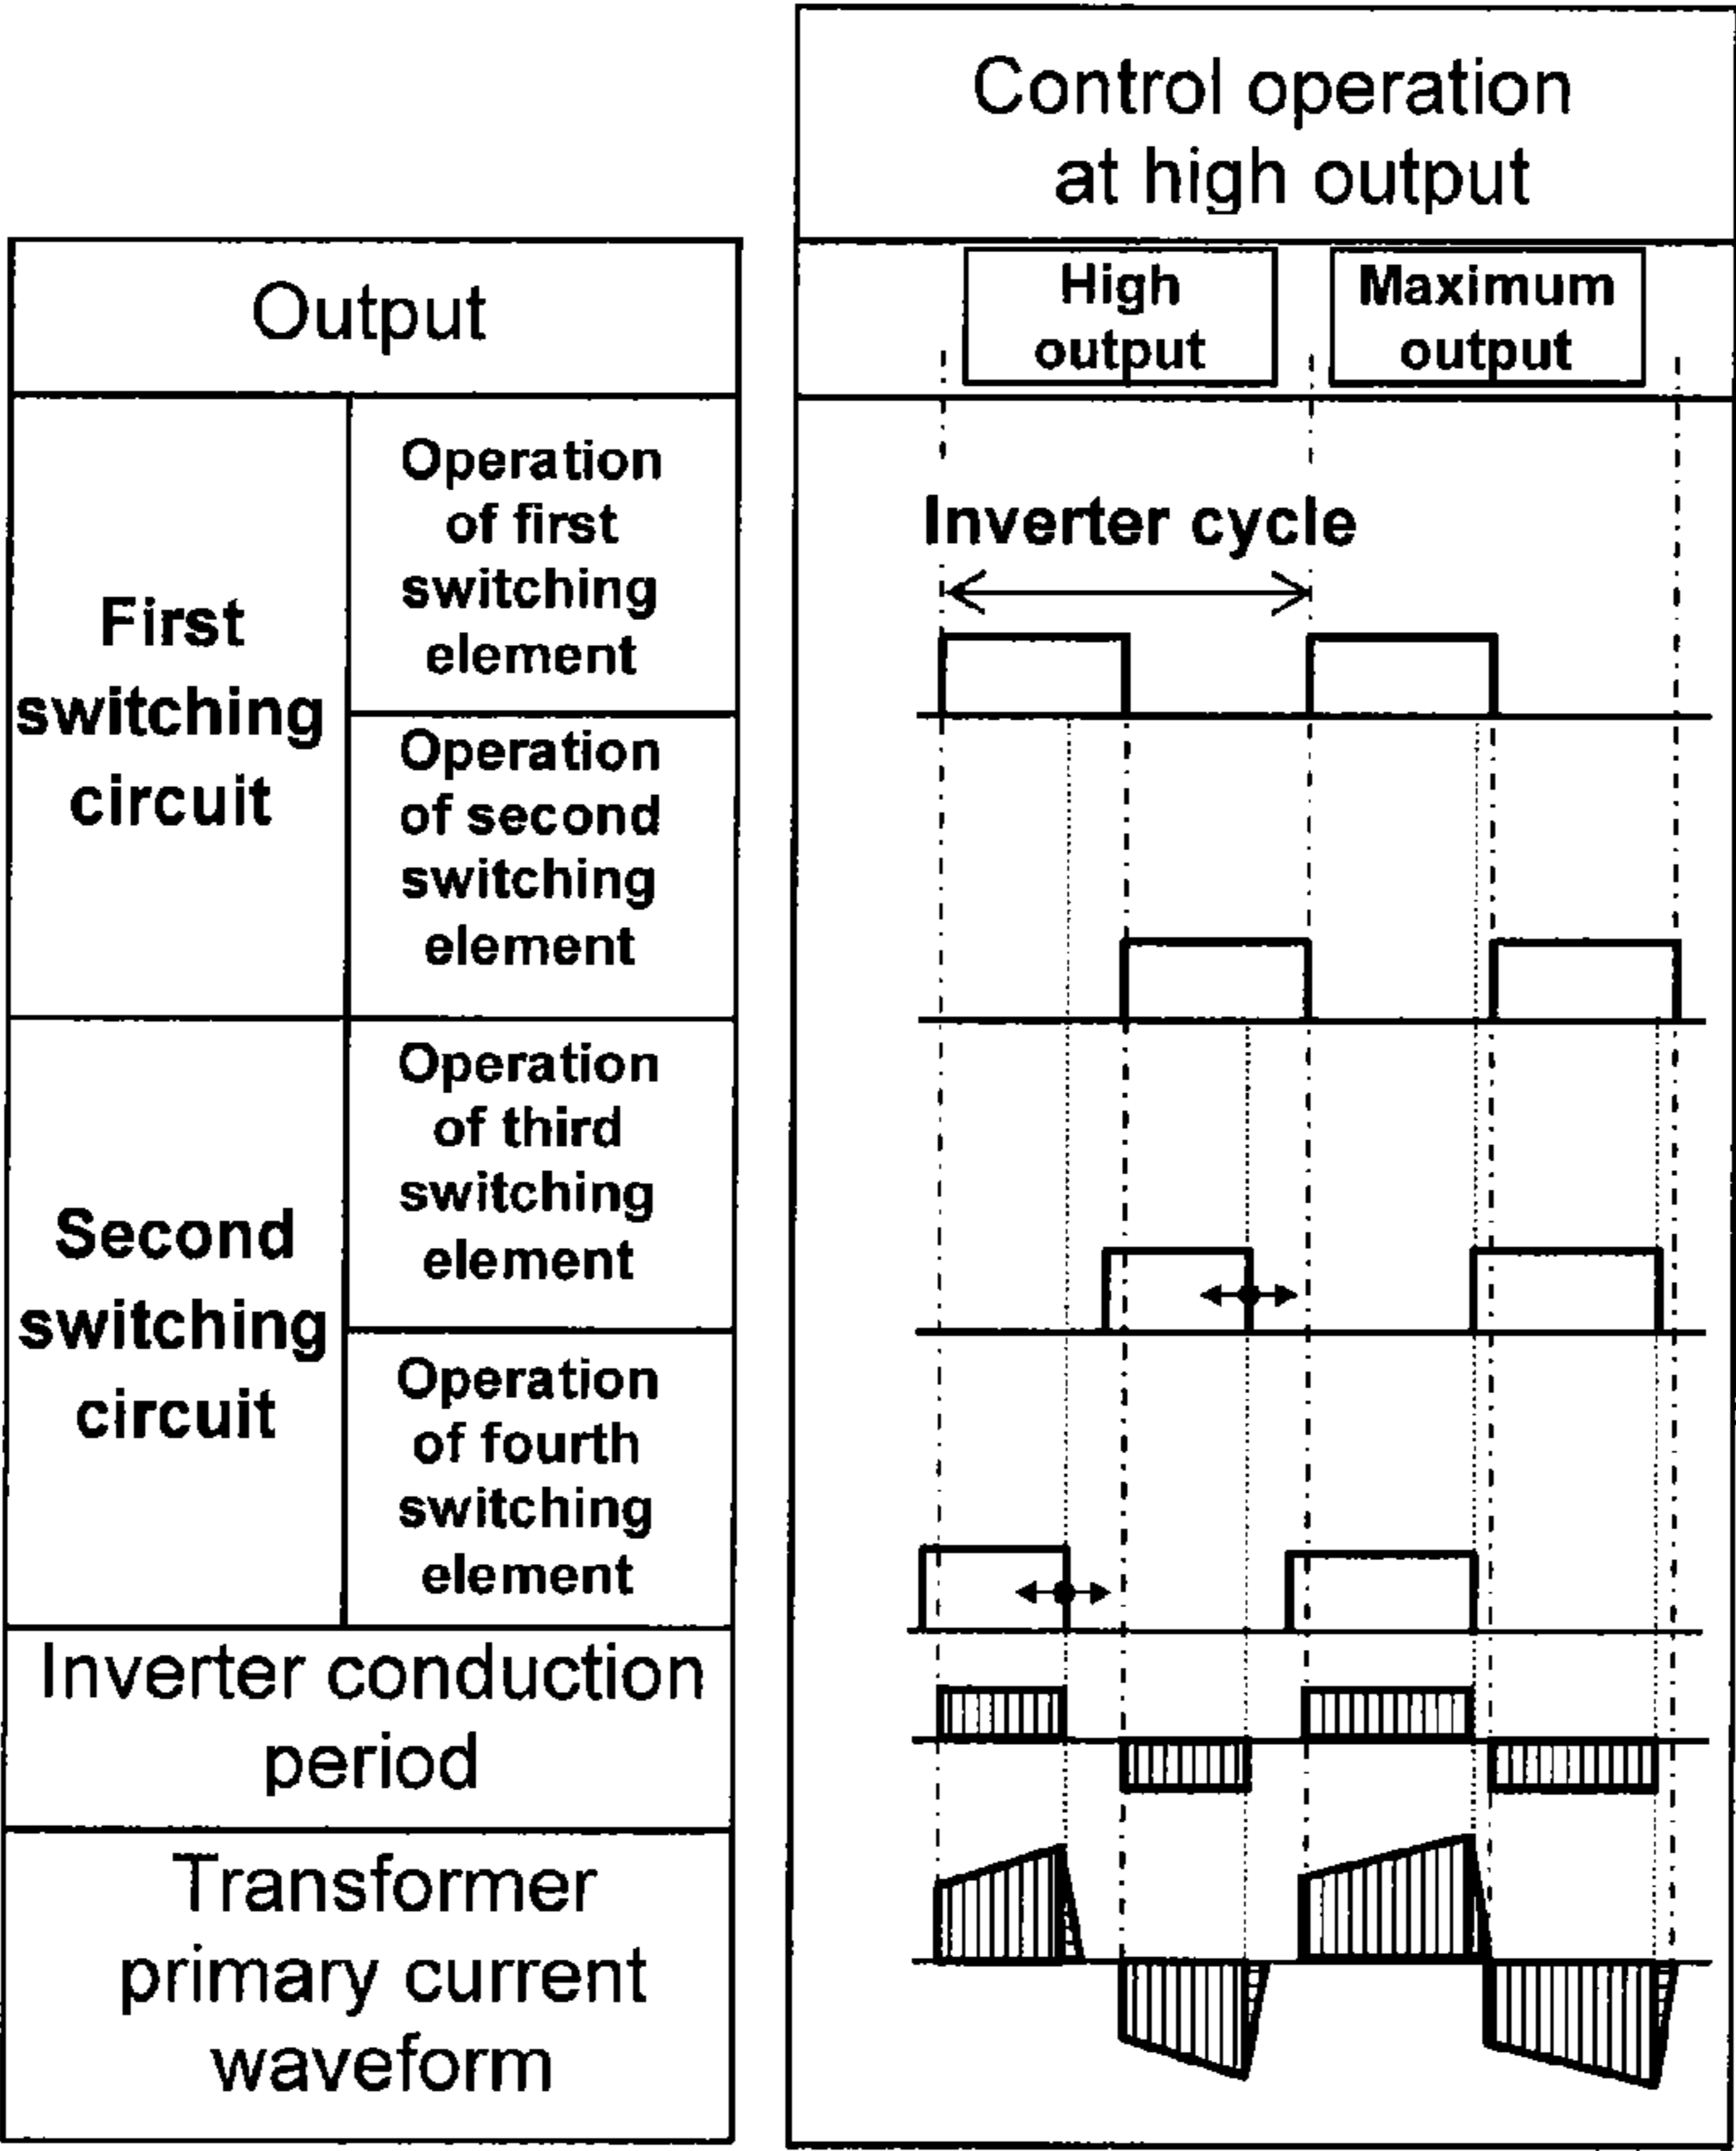 Control operation
at high output
Output
High
output
Maximum
output
First
switching
circuit
Operation
of first
switching
element
Inverter cycle
Operation
of second
switching
element
Second
switching
circuit
Operation
of third
switching
element
Operation
of fourth
switching
element
Inverter conduction
period
Transformer
primary current
waveform